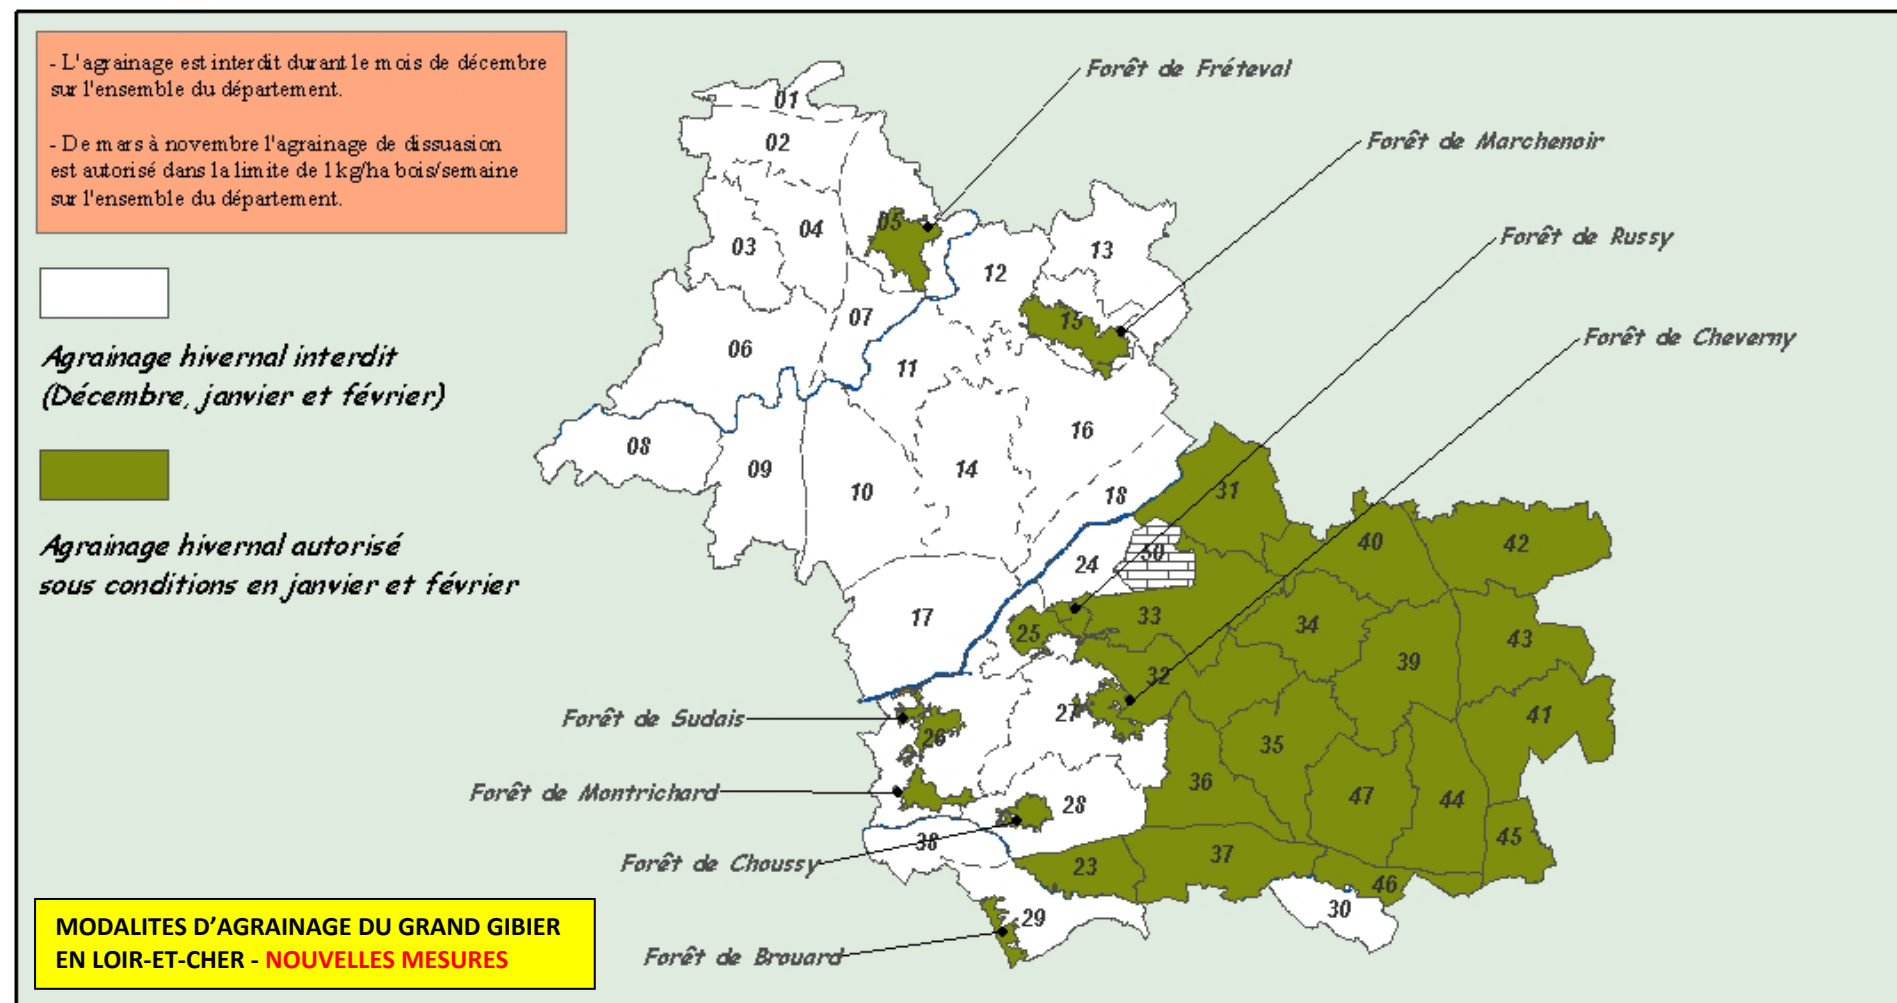 - L'agrainage est interdit durant le mois de décembre
sur l'ensemble du département.
- De mars à novembre l'agrainage de dissuasion
est autorisé dans la limite de 1kg/ha bois/semaine
sur l'ensemble du département.
Agrainage hivernal interdit
(Décembre, janvier et février)
Agrainage hivernal autorisé
sous conditions en janvier et février
MODALITES D'AGRAINAGE DU GRAND GIBIER
EN LOIR-ET-CHER - NOUVELLES MESURES
Forêt de Fréteval
Forêt de Marchenoir
Forêt de Russy
Forêt de Cheverny
Forêt de Sudais
Forêt de Montrichard
Forêt de Choussy
Forêt de Brouard
01
02
03
04
05
06
07
08
09
10
11
12
13
14
15
16
17
18
23
24
25
26
27
28
29
30
31
32
33
34
35
36
37
38
39
40
41
42
43
44
45
46
47
50